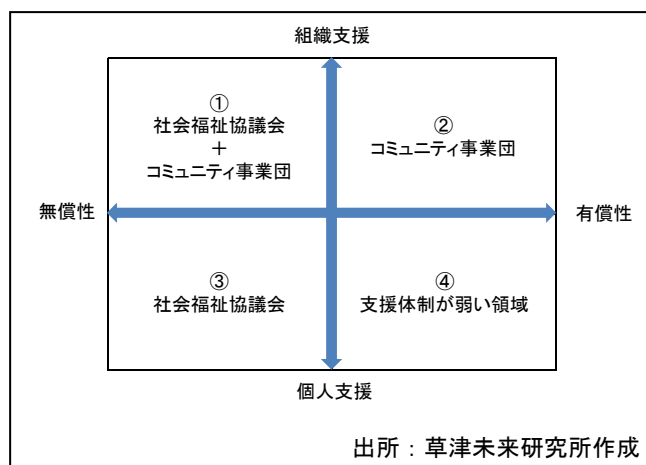 組織支援
①
社会福祉協議会
+
コミュニティ事業団
②
コミュニティ事業団
無償性
有償性
③
社会福祉協議会
④
支援体制が弱い領域
個人支援
出所：草津未来研究所作成